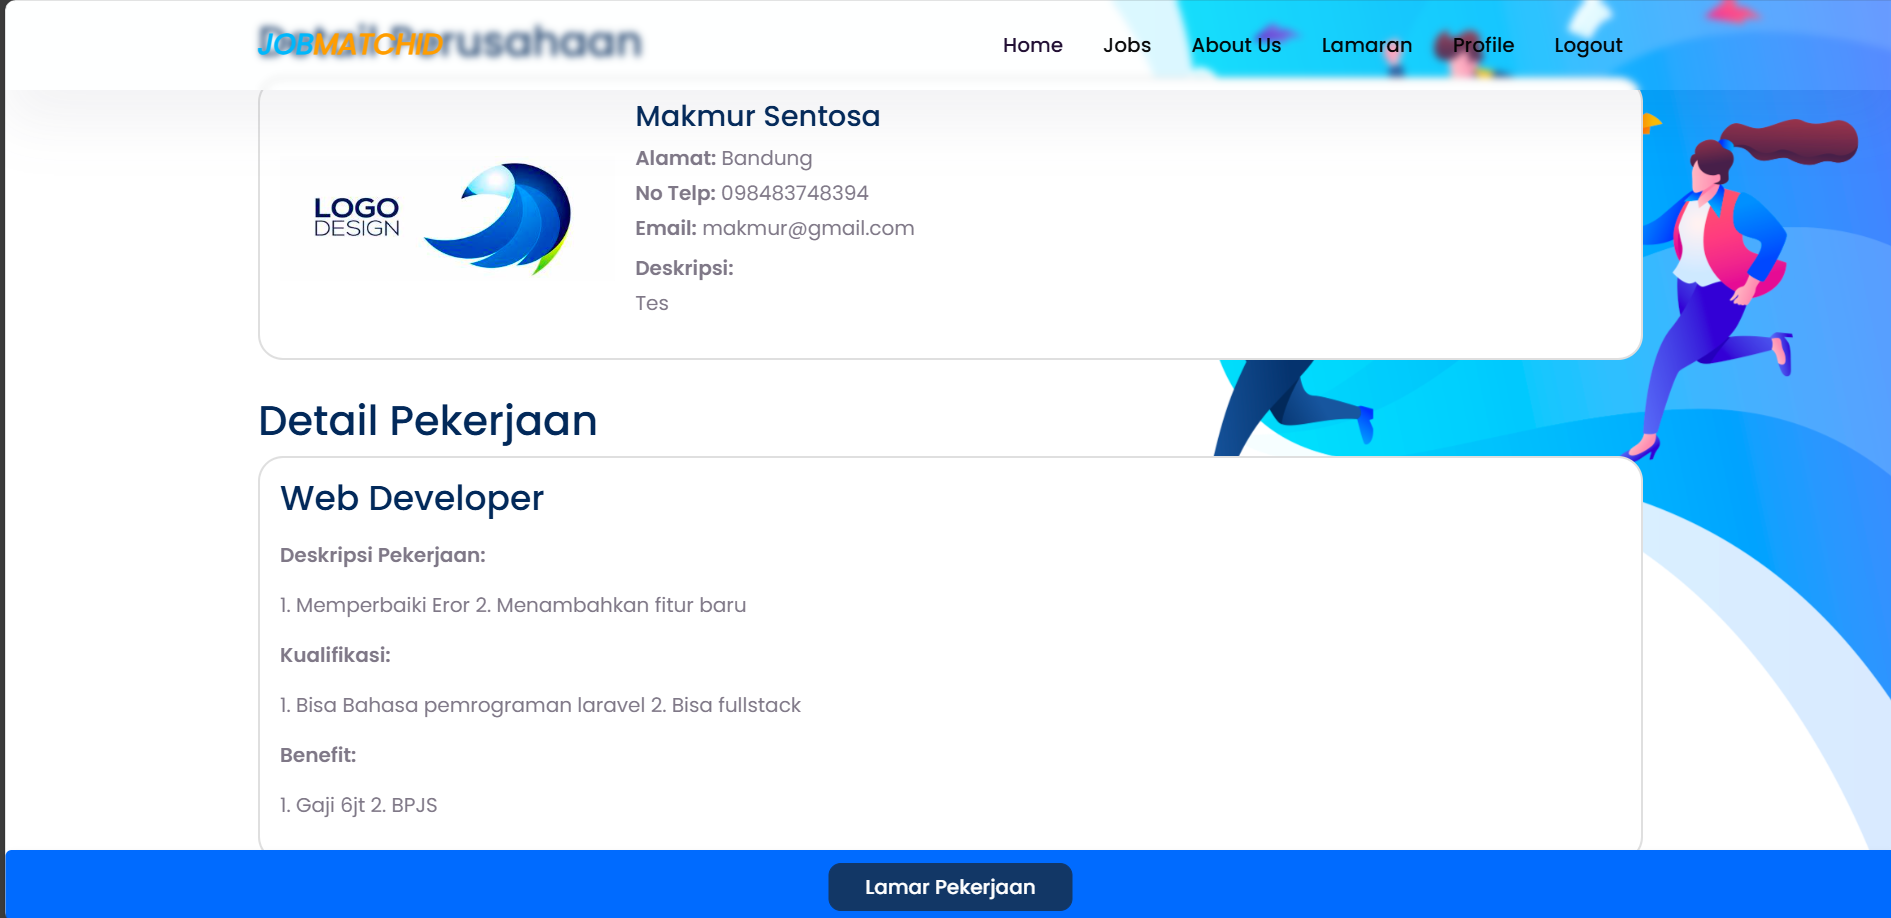 Detail Perusahaan
JOBMATCHID
Home Jobs About Us Lamaran Profile Logout
LOGO
DESIGN
Makmur Sentosa
Alamat: Bandung
No Telp: 098483748394
Email: makmur@gmail.com
Deskripsi:
Tes
Detail Pekerjaan
Web Developer
Deskripsi Pekerjaan:
1. Memperbaiki Eror 2. Menambahkan fitur baru
Kualifikasi:
1. Bisa Bahasa pemrograman laravel 2. Bisa fullstack
Benefit:
1. Gaji 6jt 2. BPJS
Lamar Pekerjaan